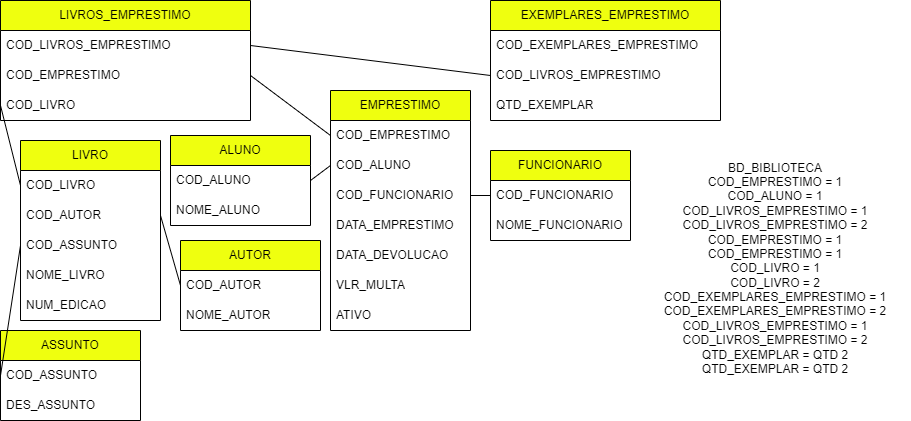 LIVROS_EMPRESTIMO
COD_LIVROS_EMPRESTIMO
COD_EMPRESTIMO
COD_LIVRO
EXEMPLARES_EMPRESTIMO
COD_EXEMPLARES_EMPRESTIMO
COD_LIVROS_EMPRESTIMO
QTD_EXEMPLAR
EMPRESTIMO
COD_EMPRESTIMO
COD_ALUNO
COD_FUNCIONARIO
DATA_EMPRESTIMO
DATA_DEVOLUCAO
VLR_MULTA
ATIVO
LIVRO
COD_LIVRO
COD_AUTOR
COD_ASSUNTO
NOME_LIVRO
NUM_EDICAO
ALUNO
COD_ALUNO
NOME_ALUNO
FUNCIONARIO
COD_FUNCIONARIO
NOME_FUNCIONARIO
AUTOR
COD_AUTOR
NOME_AUTOR
ASSUNTO
COD_ASSUNTO
DES_ASSUNTO
BD_BIBLIOTECA
COD_EMPRESTIMO = 1
COD_ALUNO = 1
COD_LIVROS_EMPRESTIMO = 1
COD_LIVROS_EMPRESTIMO = 2
COD_EMPRESTIMO = 1
COD_EMPRESTIMO = 1
COD_LIVRO = 1
COD_LIVRO = 2
COD_EXEMPLARES_EMPRESTIMO = 1
COD_EXEMPLARES_EMPRESTIMO = 2
COD_LIVROS_EMPRESTIMO = 1
COD_LIVROS_EMPRESTIMO = 2
QTD_EXEMPLAR = QTD 2
QTD_EXEMPLAR = QTD 2